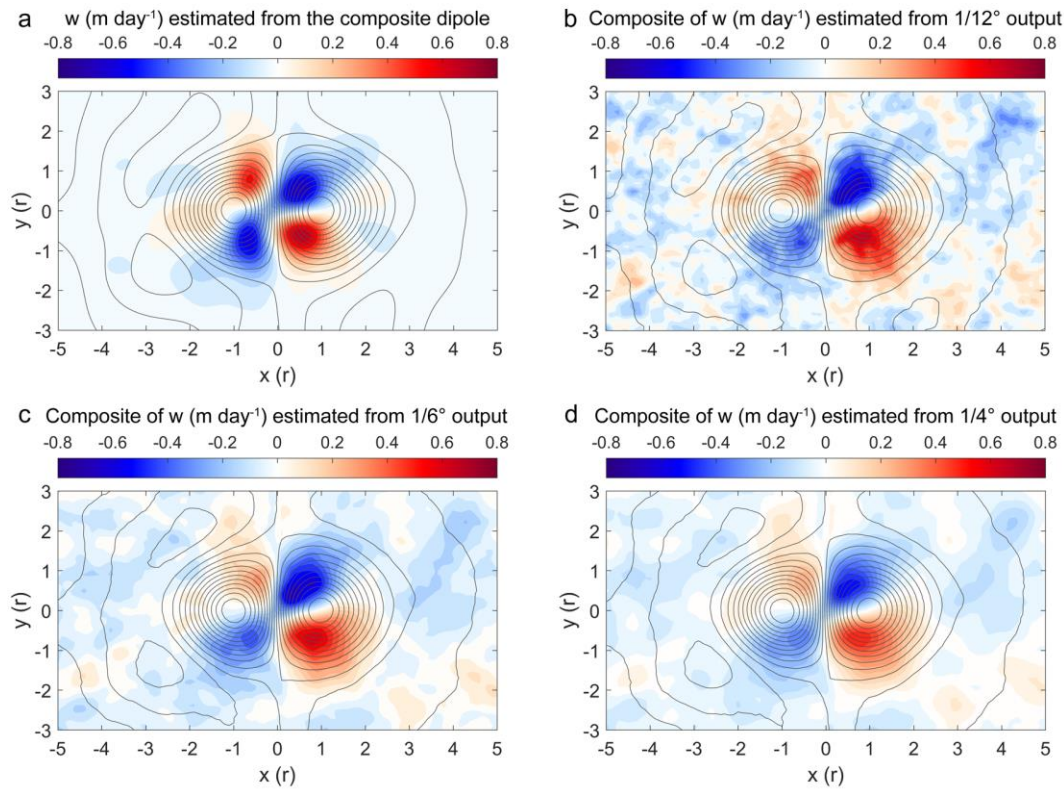 a w (m day⁻¹) estimated from the composite dipole
-0.8 -0.6 -0.4 -0.2 0 0.2 0.4 0.6 0.8
3
2
1
0
-1
-2
-3
y (r)
-5 -4 -3 -2 -1 0 1 2 3 4 5
x (r)
b Composite of w (m day⁻¹) estimated from 1/12° output
-0.8 -0.6 -0.4 -0.2 0 0.2 0.4 0.6 0.8
3
2
1
0
-1
-2
-3
y (r)
-5 -4 -3 -2 -1 0 1 2 3 4 5
x (r)
c Composite of w (m day⁻¹) estimated from 1/6° output
-0.8 -0.6 -0.4 -0.2 0 0.2 0.4 0.6 0.8
3
2
1
0
-1
-2
-3
y (r)
-5 -4 -3 -2 -1 0 1 2 3 4 5
x (r)
d Composite of w (m day⁻¹) estimated from 1/4° output
-0.8 -0.6 -0.4 -0.2 0 0.2 0.4 0.6 0.8
3
2
1
0
-1
-2
-3
y (r)
-5 -4 -3 -2 -1 0 1 2 3 4 5
x (r)